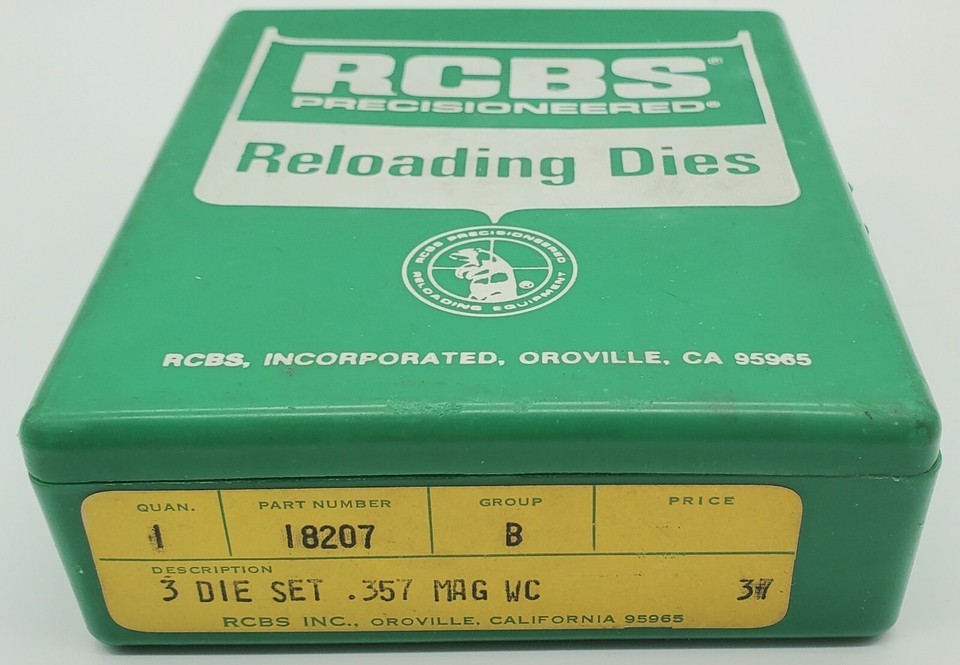 RCBS®
PRECISIONEERED®
Reloading Dies
RCBS PRECISIONEERED
RELOADING EQUIPMENT
®
RCBS, INCORPORATED, OROVILLE, CA 95965
QUAN. PART NUMBER GROUP PRICE
1 18207 B
DESCRIPTION
3 DIE SET .357 MAG WC
RCBS INC., OROVILLE, CALIFORNIA 95965